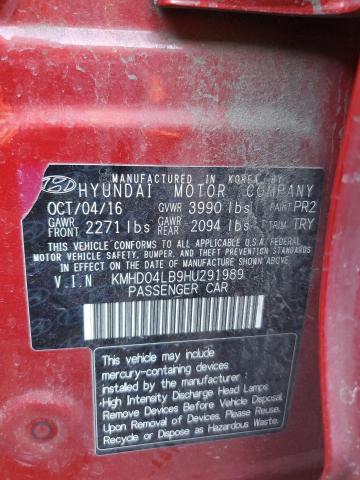 MANUFACTURED IN KOREA BY
HYUNDAI MOTOR COMPANY
OCT/04/16 GVWR 3990 lbs PAINT PR2
GAWR FRONT 2271 lbs GAWR REAR 2094 lbs TRIM TRY
THIS VEHICLE CONFORMS TO ALL APPLICABLE U.S.A. FEDERAL
MOTOR VEHICLE SAFETY, BUMPER, AND THEFT PREVENTION
STANDARDS IN EFFECT ON THE DATE OF MANUFACTURE SHOWN ABOVE.
V.I.N KMHD04LB9HU291989
PASSENGER CAR
This vehicle may include
mercury-containing devices
installed by the manufacturer :
·High Intensity Discharge Head Lamps
Remove Devices Before Vehicle Disposal
Upon Removal of Devices Please Reuse,
Recycle or Dispose as Hazardous Waste.